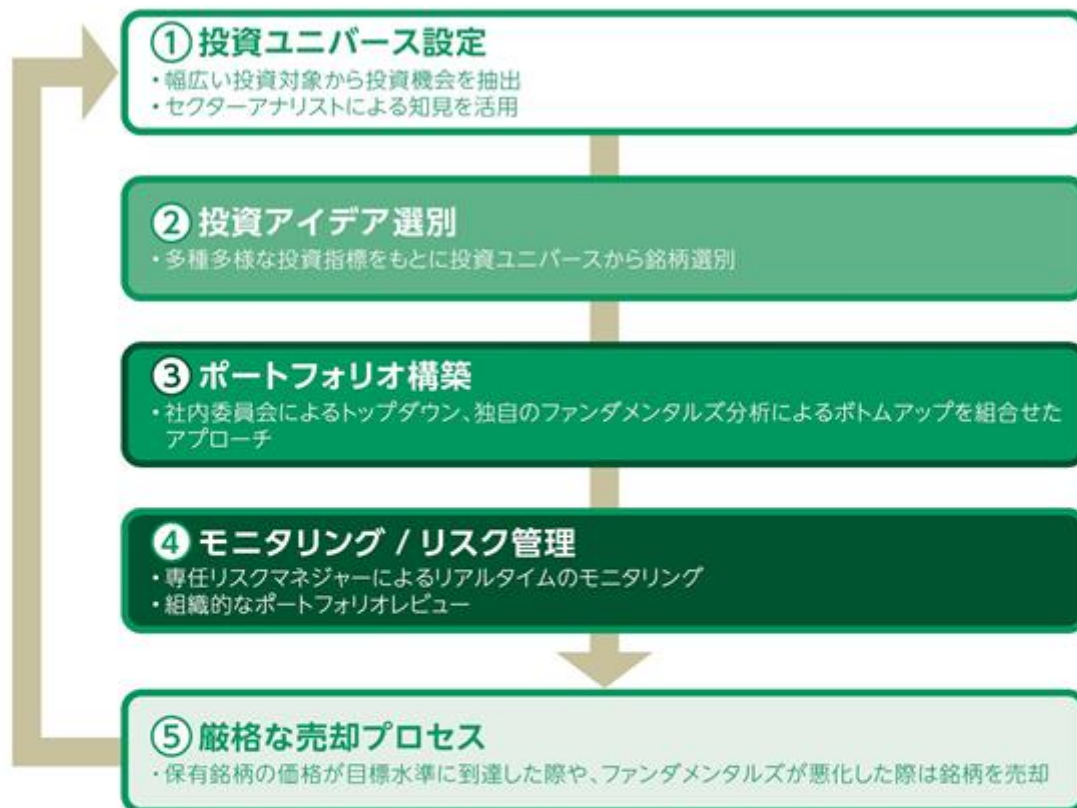 ①投資ユニバース設定
・幅広い投資対象から投資機会を抽出
・セクターアナリストによる知見を活用
②投資アイデア選別
・多種多様な投資指標をもとに投資ユニバースから銘柄選別
③ポートフォリオ構築
・社内委員会によるトップダウン、独自のファンダメンタルズ分析によるボトムアップを組合せた
アプローチ
④モニタリング / リスク管理
・専任リスクマネジャーによるリアルタイムのモニタリング
・組織的なポートフォリオレビュー
⑤厳格な売却プロセス
・保有銘柄の価格が目標水準に到達した際や、ファンダメンタルズが悪化した際は銘柄を売却